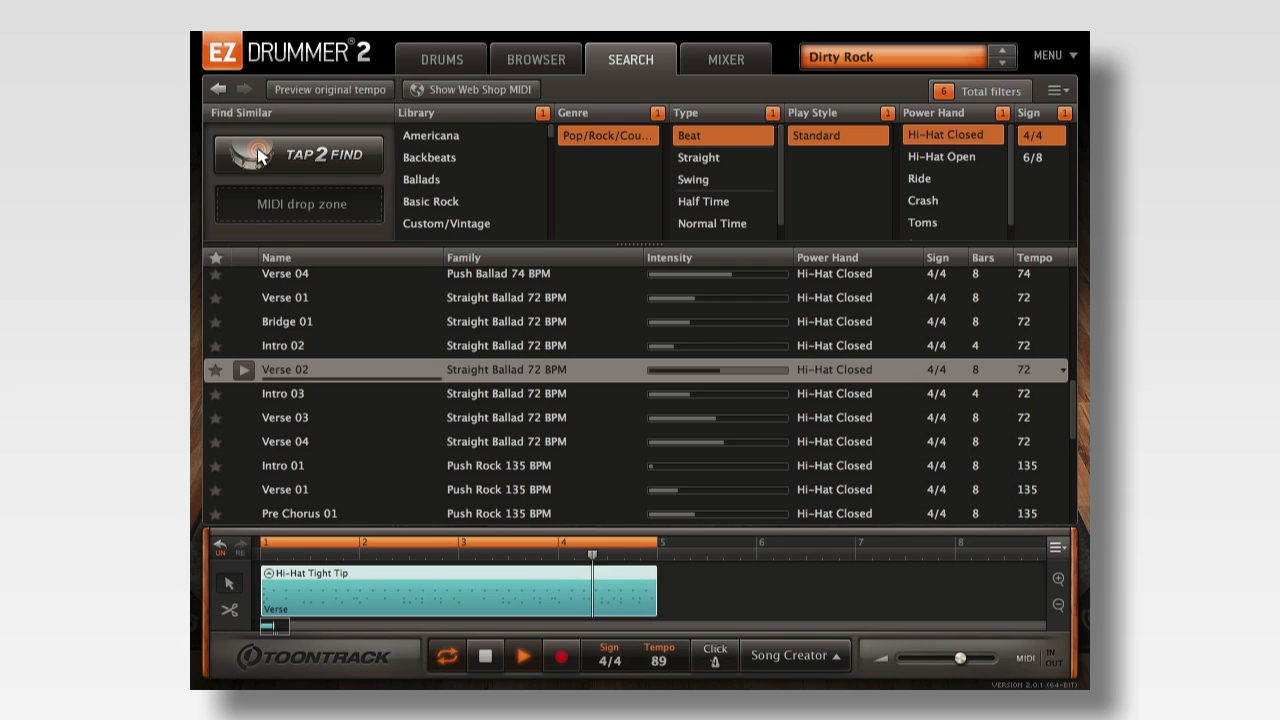 EZ DRUMMER® 2
DRUMS
BROWSER
SEARCH
MIXER
Dirty Rock
MENU
Preview original tempo
Show Web Shop MIDI
6 Total filters
Find Similar
Library 1
Genre 1
Type 1
Play Style 1
Power Hand 1
Sign 1
TAP2FIND
MIDI drop zone
Americana
Backbeats
Ballads
Basic Rock
Custom/Vintage
Pop/Rock/Cou...
Beat
Straight
Swing
Half Time
Normal Time
Standard
Hi-Hat Closed
Hi-Hat Open
Ride
Crash
Toms
4/4
6/8
Name Family Intensity Power Hand Sign Bars Tempo
Verse 04 Push Ballad 74 BPM Hi-Hat Closed 4/4 8 74
Verse 01 Straight Ballad 72 BPM Hi-Hat Closed 4/4 8 72
Bridge 01 Straight Ballad 72 BPM Hi-Hat Closed 4/4 8 72
Intro 02 Straight Ballad 72 BPM Hi-Hat Closed 4/4 4 72
Verse 02 Straight Ballad 72 BPM Hi-Hat Closed 4/4 8 72
Intro 03 Straight Ballad 72 BPM Hi-Hat Closed 4/4 4 72
Verse 03 Straight Ballad 72 BPM Hi-Hat Closed 4/4 8 72
Verse 04 Straight Ballad 72 BPM Hi-Hat Closed 4/4 8 72
Intro 01 Push Rock 135 BPM Hi-Hat Closed 4/4 8 135
Verse 01 Push Rock 135 BPM Hi-Hat Closed 4/4 8 135
Pre Chorus 01 Push Rock 135 BPM Hi-Hat Closed 4/4 8 135
UN RE
1 2 3 4 5 6 7 8
Hi-Hat Tight Tip
Verse
TOONTRACK
Sign
4/4
Tempo
89
Click
Song Creator
MIDI
IN
OUT
VERSION 2.0.1 (64-BIT)